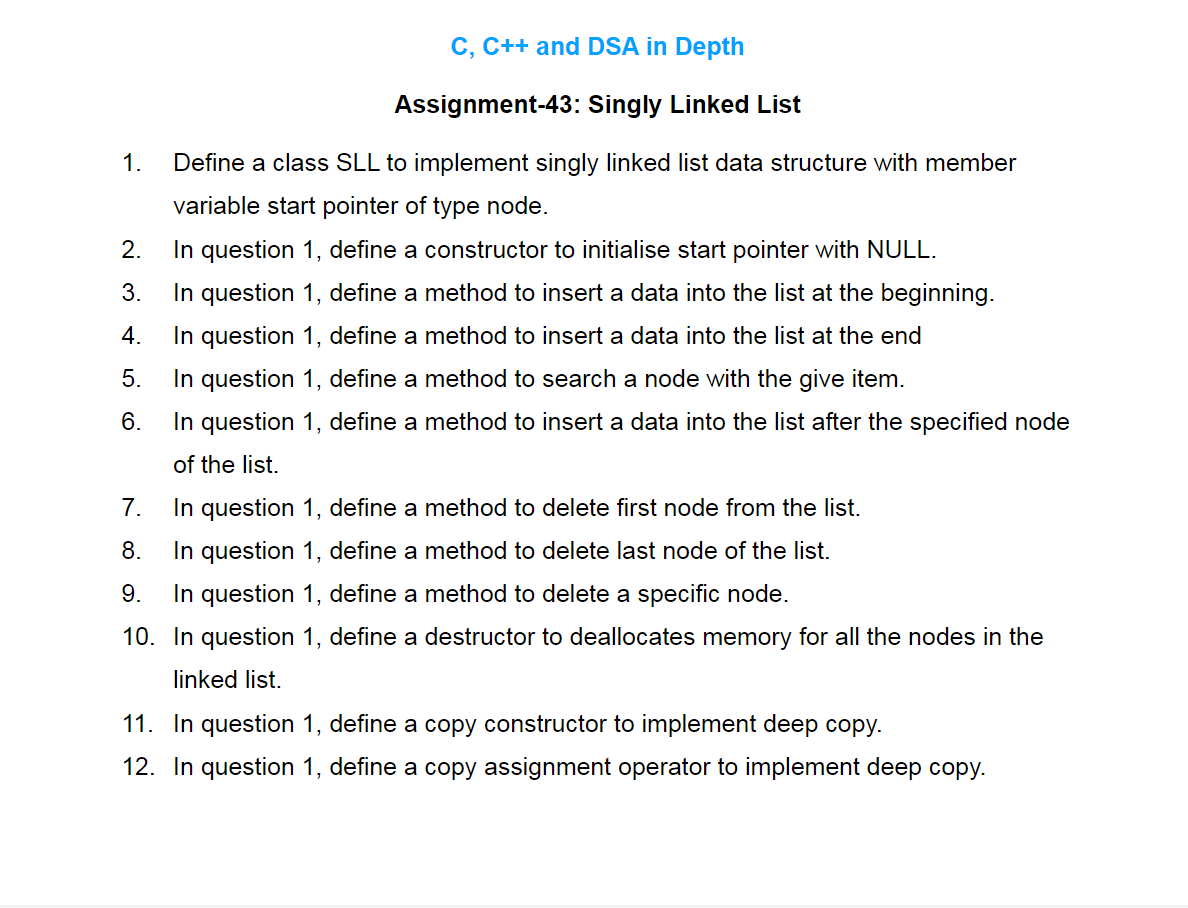 C, C++ and DSA in Depth
Assignment-43: Singly Linked List
1. Define a class SLL to implement singly linked list data structure with member
variable start pointer of type node.
2. In question 1, define a constructor to initialise start pointer with NULL.
3. In question 1, define a method to insert a data into the list at the beginning.
4. In question 1, define a method to insert a data into the list at the end
5. In question 1, define a method to search a node with the give item.
6. In question 1, define a method to insert a data into the list after the specified node
of the list.
7. In question 1, define a method to delete first node from the list.
8. In question 1, define a method to delete last node of the list.
9. In question 1, define a method to delete a specific node.
10. In question 1, define a destructor to deallocates memory for all the nodes in the
linked list.
11. In question 1, define a copy constructor to implement deep copy.
12. In question 1, define a copy assignment operator to implement deep copy.